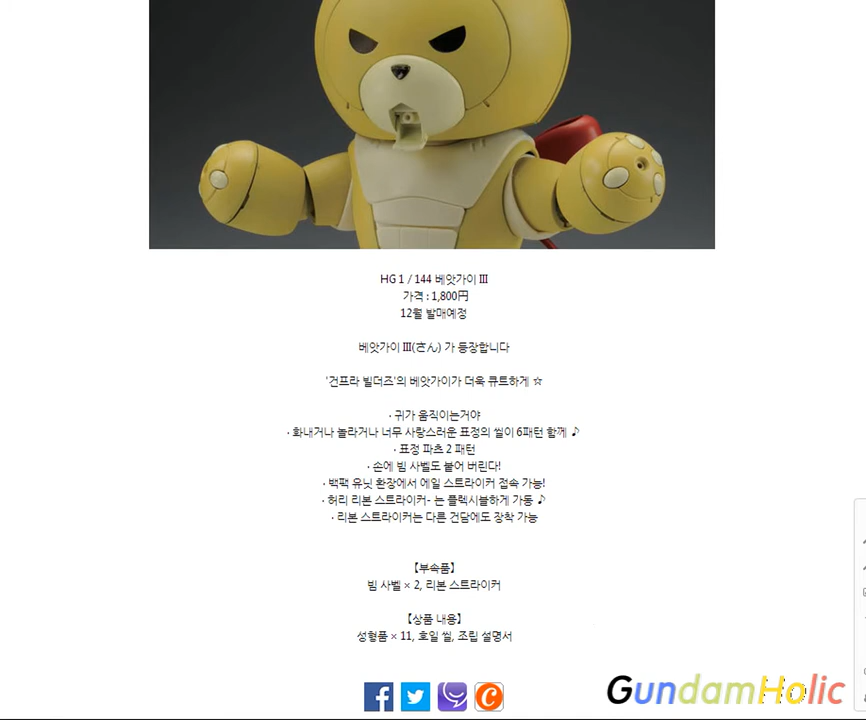 HG 1 / 144 베앗가이 III
가격 : 1,800円
12월 발매예정
베앗가이 III(さん) 가 등장합니다
'건프라 빌더즈'의 베앗가이가 더욱 큐트하게 ☆
· 귀가 움직이는거야
· 화내거나 놀라거나 너무 사랑스러운 표정의 씰이 6패턴 함께 ♪
· 표정 파츠 2 패턴
· 손에 빔 사벨도 붙어 버린다!
· 백팩 유닛 환장에서 에일 스트라이커 접속 가능!
· 허리 리본 스트라이커- 는 플렉시블하게 가동 ♪
· 리본 스트라이커는 다른 건담에도 장착 가능
【부속품】
빔 사벨 × 2, 리본 스트라이커
【상품 내용】
성형품 × 11, 호일 씰, 조립 설명서
GundamHolic